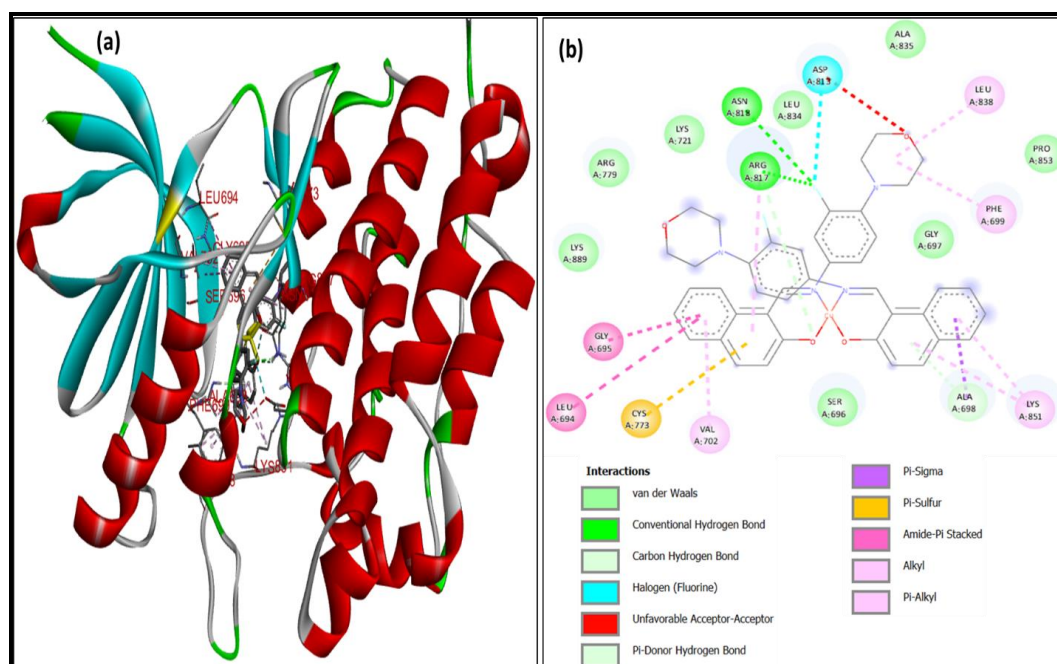 (a)
LEU694
(b)
ALA
A:835
ASP
A:813
LEU
A:838
ASN
A:818
LEU
A:834
LYS
A:721
PRO
A:853
ARG
A:779
ARG
A:817
PHE
A:699
GLY
A:697
LYS
A:889
O
N
O
N
N
N
O
O
GLY
A:695
LEU
A:694
CYS
A:773
VAL
A:702
SER
A:696
ALA
A:698
LYS
A:851
Interactions
van der Waals
Conventional Hydrogen Bond
Carbon Hydrogen Bond
Halogen (Fluorine)
Unfavorable Acceptor-Acceptor
Pi-Donor Hydrogen Bond
Pi-Sigma
Pi-Sulfur
Amide-Pi Stacked
Alkyl
Pi-Alkyl